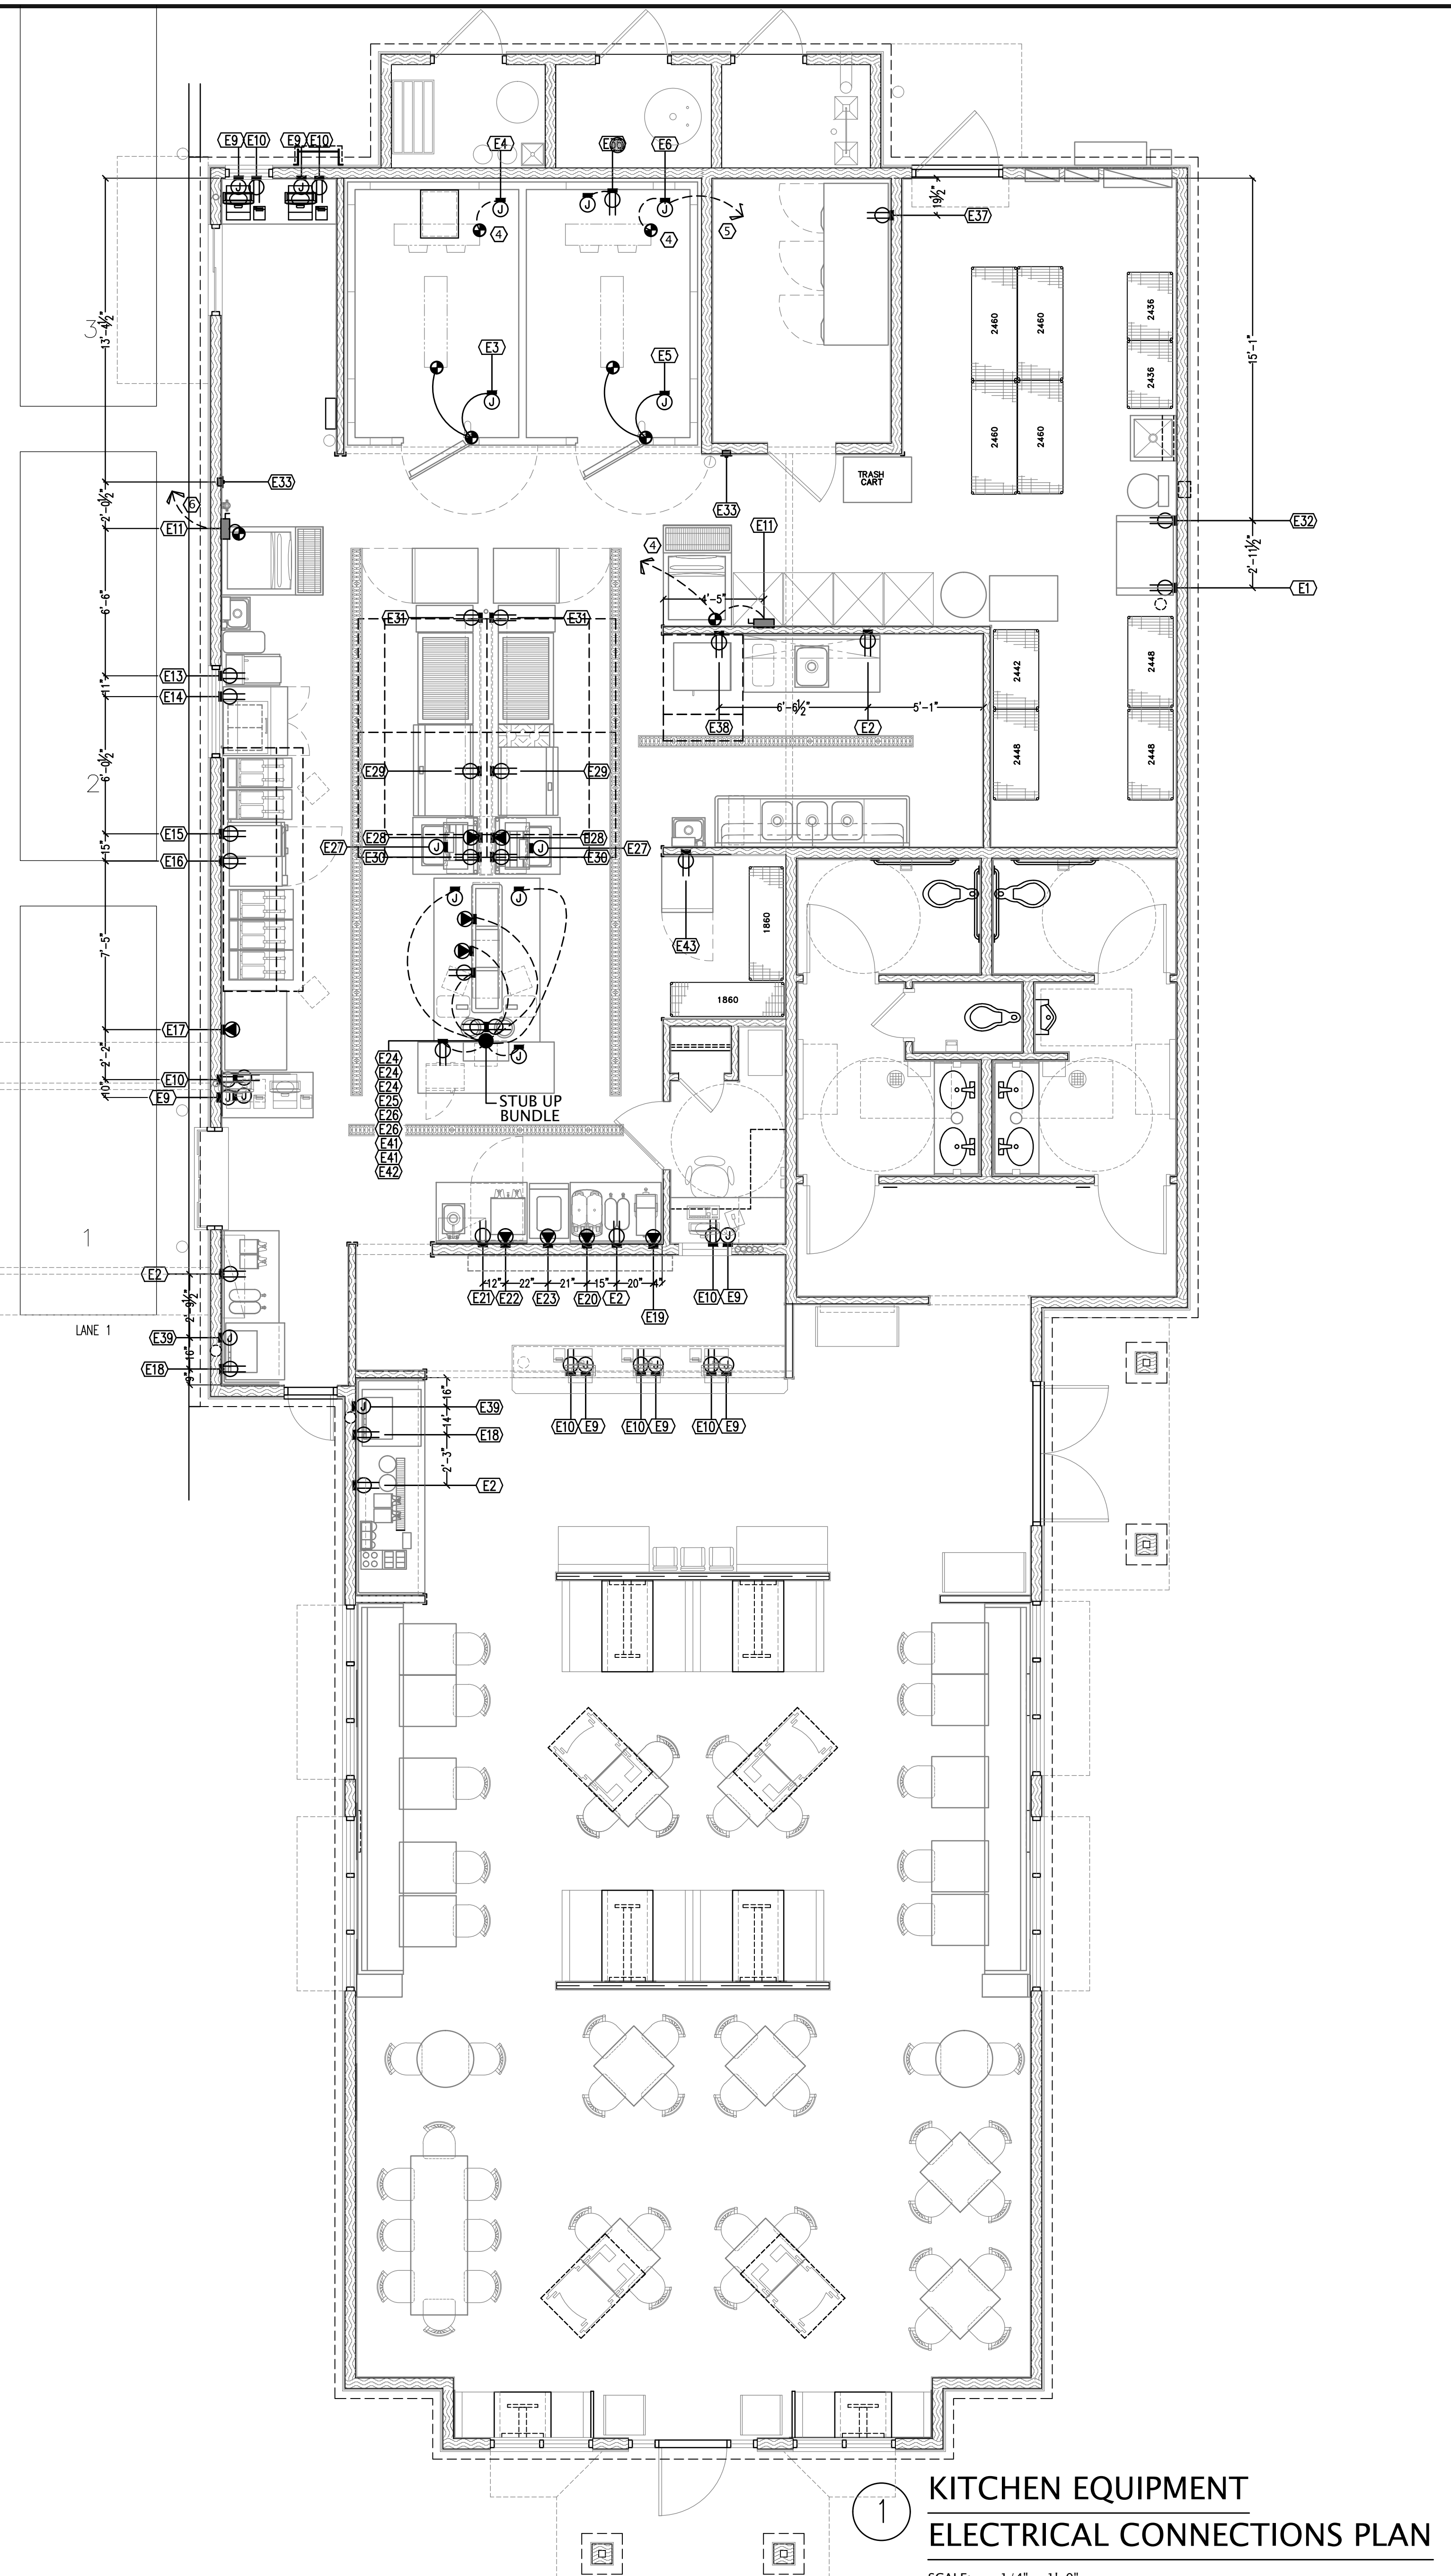 E9 E10 E9 E10 E4 E6
19½" E37
4 4 5
3 13'-4½"
15'-1"
2460 2460 2436
E3 E5
2436
2460 2460
E33 TRASH
CART
2'-0½" 6 E33
E11 E11 E32
4 2'-11½"
4'-5" E1
6'-6" E31 E31
E13 2442 2448
11" E14
6'-6½" 5'-1"
E38 E2
2448 2448
E29 E29
2 6'-0½"
E15 E28 E28
15" E27 E27
E16 E30 E30
7'-5" 1860
E43
1860
E17
2'-2"
E10 E24
10" E9 E24
E24
E25
E26
E26
E41
E41
E42
STUB UP
BUNDLE
1
E2 12" 22" 21" 15" 20" 4"
E21 E22 E23 E20 E2 E10 E9
2'-9½" E19
LANE 1
E39
16" E18
9"
16" E39 E10 E9 E10 E9 E10 E9
14" E18
2'-3"
E2
1
KITCHEN EQUIPMENT
ELECTRICAL CONNECTIONS PLAN